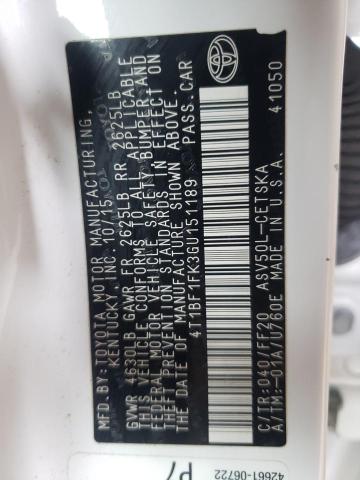 MFD.BY:TOYOTA MOTOR MANUFACTURING,
KENTUCKY, INC. 10/15
GVWR 4630LB GAWR FR 2625LB RR 2625LB
THIS VEHICLE CONFORMS TO ALL APPLICABLE
FEDERAL MOTOR VEHICLE SAFETY, BUMPER, AND
THEFT PREVENTION STANDARDS IN EFFECT ON
THE DATE OF MANUFACTURE SHOWN ABOVE.
4T1BF1FK3GU151189 PASS.CAR
C/TR:040/FF20 ASV50L-CETSKA
A/TM:-01A/U760E MADE IN U.S.A. 41050
42661-06722